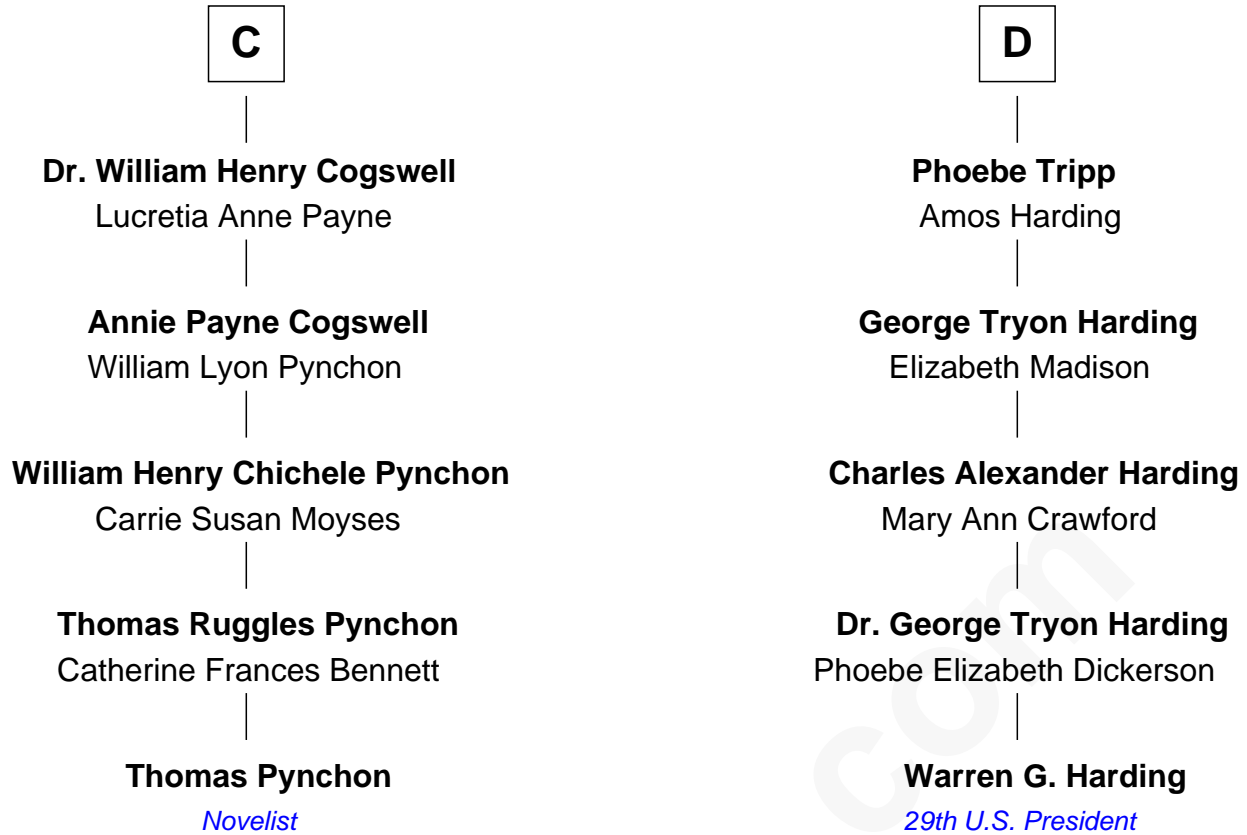 C
Dr. William Henry Cogswell
Lucretia Anne Payne
Annie Payne Cogswell
William Lyon Pynchon
William Henry Chichele Pynchon
Carrie Susan Moyses
Thomas Ruggles Pynchon
Catherine Frances Bennett
Thomas Pynchon
Novelist
D
Phoebe Tripp
Amos Harding
George Tryon Harding
Elizabeth Madison
Charles Alexander Harding
Mary Ann Crawford
Dr. George Tryon Harding
Phoebe Elizabeth Dickerson
Warren G. Harding
29th U.S. President
com